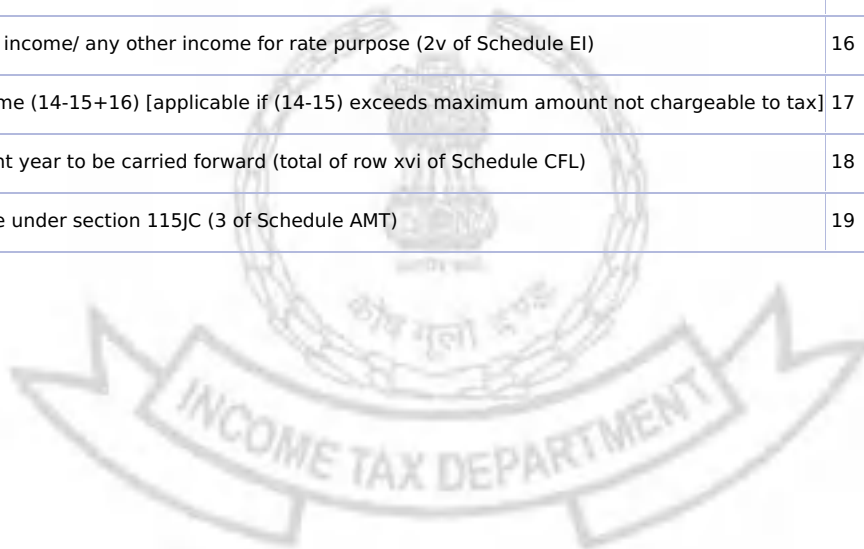 income/ any other income for rate purpose (2v of Schedule EI) 16
me (14-15+16) [applicable if (14-15) exceeds maximum amount not chargeable to tax] 17
nt year to be carried forward (total of row xvi of Schedule CFL) 18
e under section 115JC (3 of Schedule AMT) 19
कोष मूलो दण्डः
INCOME TAX DEPARTMENT